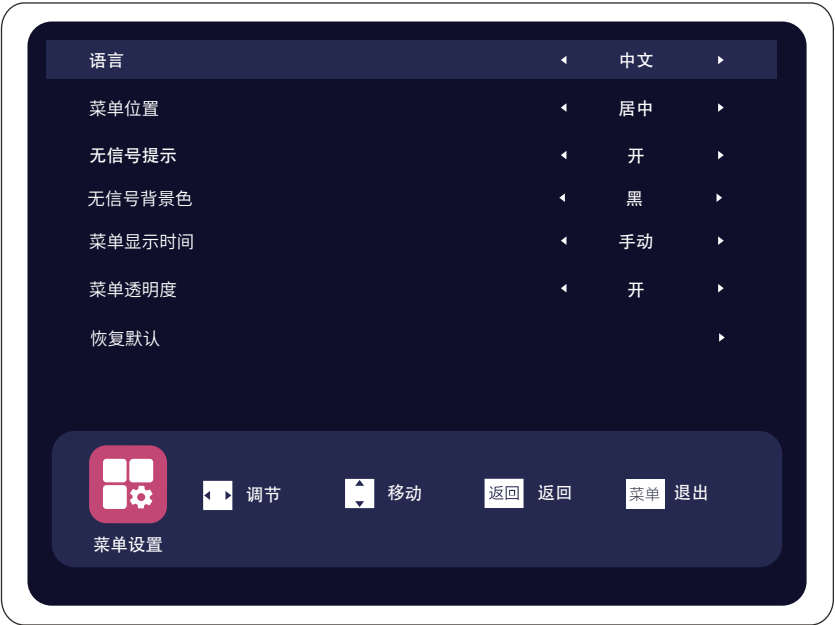 语言 中文
菜单位置 居中
无信号提示 开
无信号背景色 黑
菜单显示时间 手动
菜单透明度 开
恢复默认
调节 移动 返回 返回 菜单 退出
菜单设置